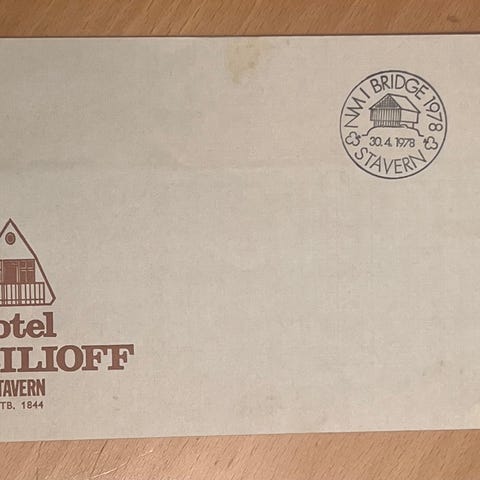 NM I BRIDGE 1978
30.4.1978
STAVERN
otel
ILIOFF
TAVERN
TB. 1844